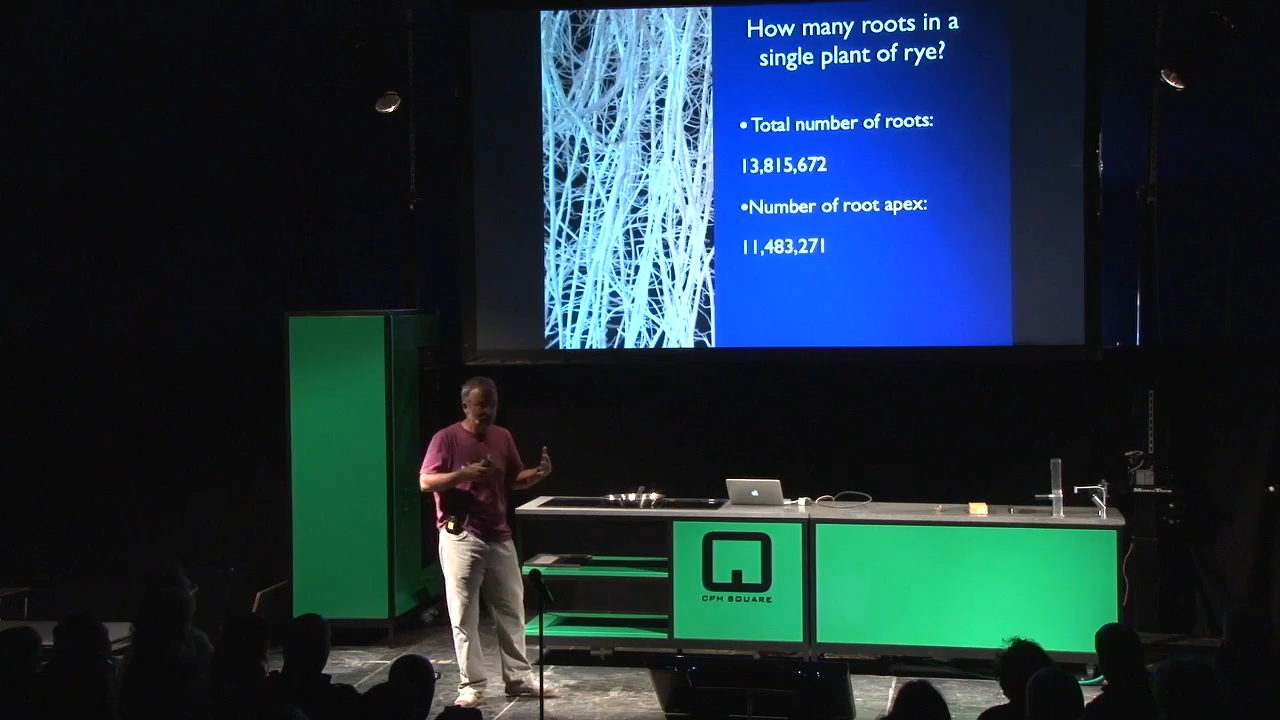 How many roots in a
single plant of rye?
• Total number of roots:
13,815,672
•Number of root apex:
11,483,271
CPH SQUARE